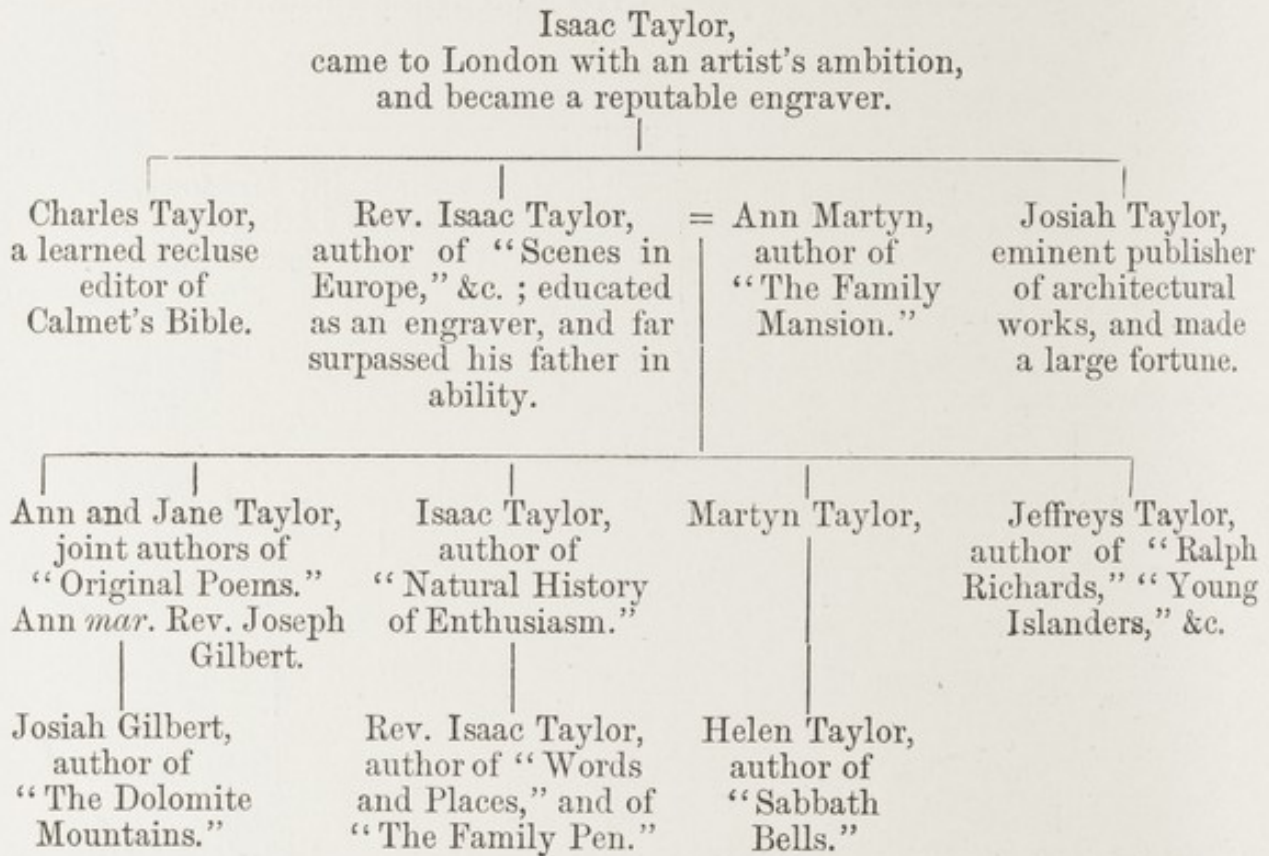 Isaac Taylor,
came to London with an artist's ambition,
and became a reputable engraver.
Charles Taylor,
a learned recluse
editor of
Calmet's Bible.
Rev. Isaac Taylor,
author of "Scenes in
Europe," &c. ; educated
as an engraver, and far
surpassed his father in
ability.
= Ann Martyn,
author of
"The Family
Mansion."
Josiah Taylor,
eminent publisher
of architectural
works, and made
a large fortune.
Ann and Jane Taylor,
joint authors of
"Original Poems."
Ann mar. Rev. Joseph
Gilbert.
Isaac Taylor,
author of
"Natural History
of Enthusiasm."
Martyn Taylor,
Jeffreys Taylor,
author of "Ralph
Richards," "Young
Islanders," &c.
Josiah Gilbert,
author of
"The Dolomite
Mountains."
Rev. Isaac Taylor,
author of "Words
and Places," and of
"The Family Pen."
Helen Taylor,
author of
"Sabbath
Bells."